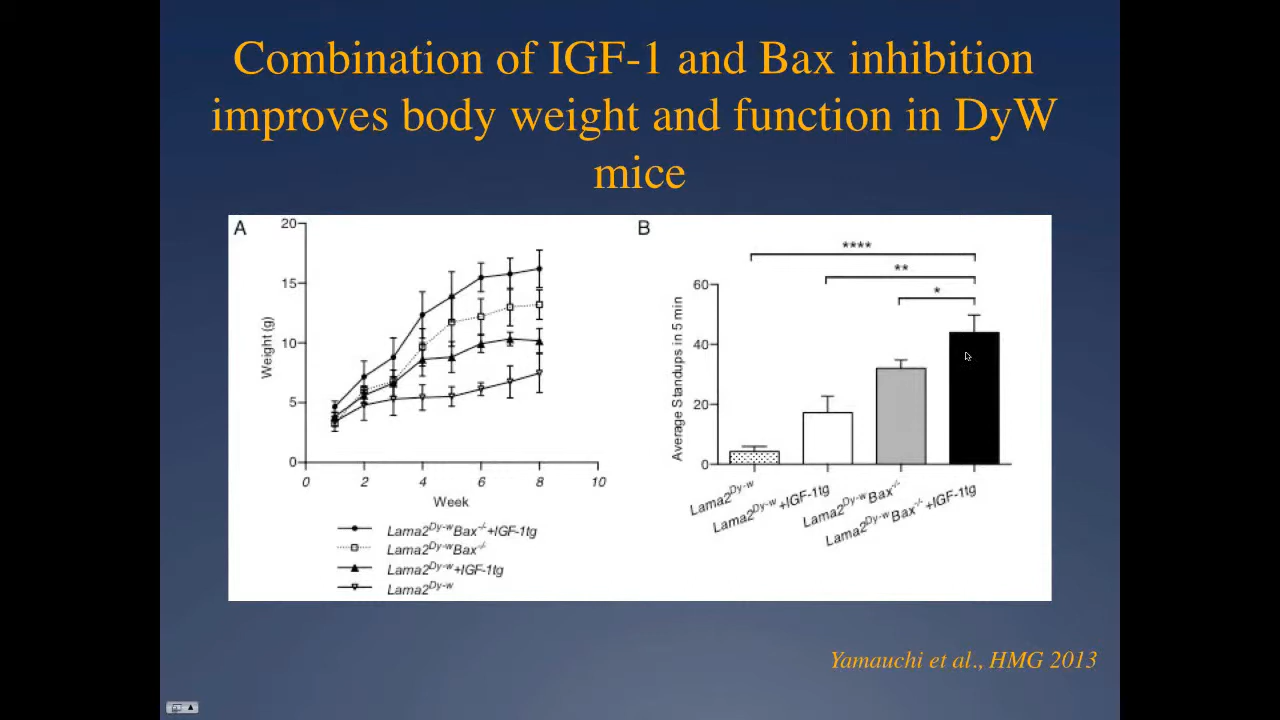 Combination of IGF-1 and Bax inhibition
improves body weight and function in DyW
mice
A
20
15
10
5
0
Weight (g)
0 2 4 6 8 10
Week
Lama2Dy-wBax-/-+IGF-1tg
Lama2Dy-wBax-/-
Lama2Dy-w+IGF-1tg
Lama2Dy-w
B
****
**
*
60
40
20
0
Average Standups in 5 min
Lama2Dy-w
Lama2Dy-w+IGF-1tg
Lama2Dy-wBax-/-
Lama2Dy-wBax-/-+IGF-1tg
Yamauchi et al., HMG 2013